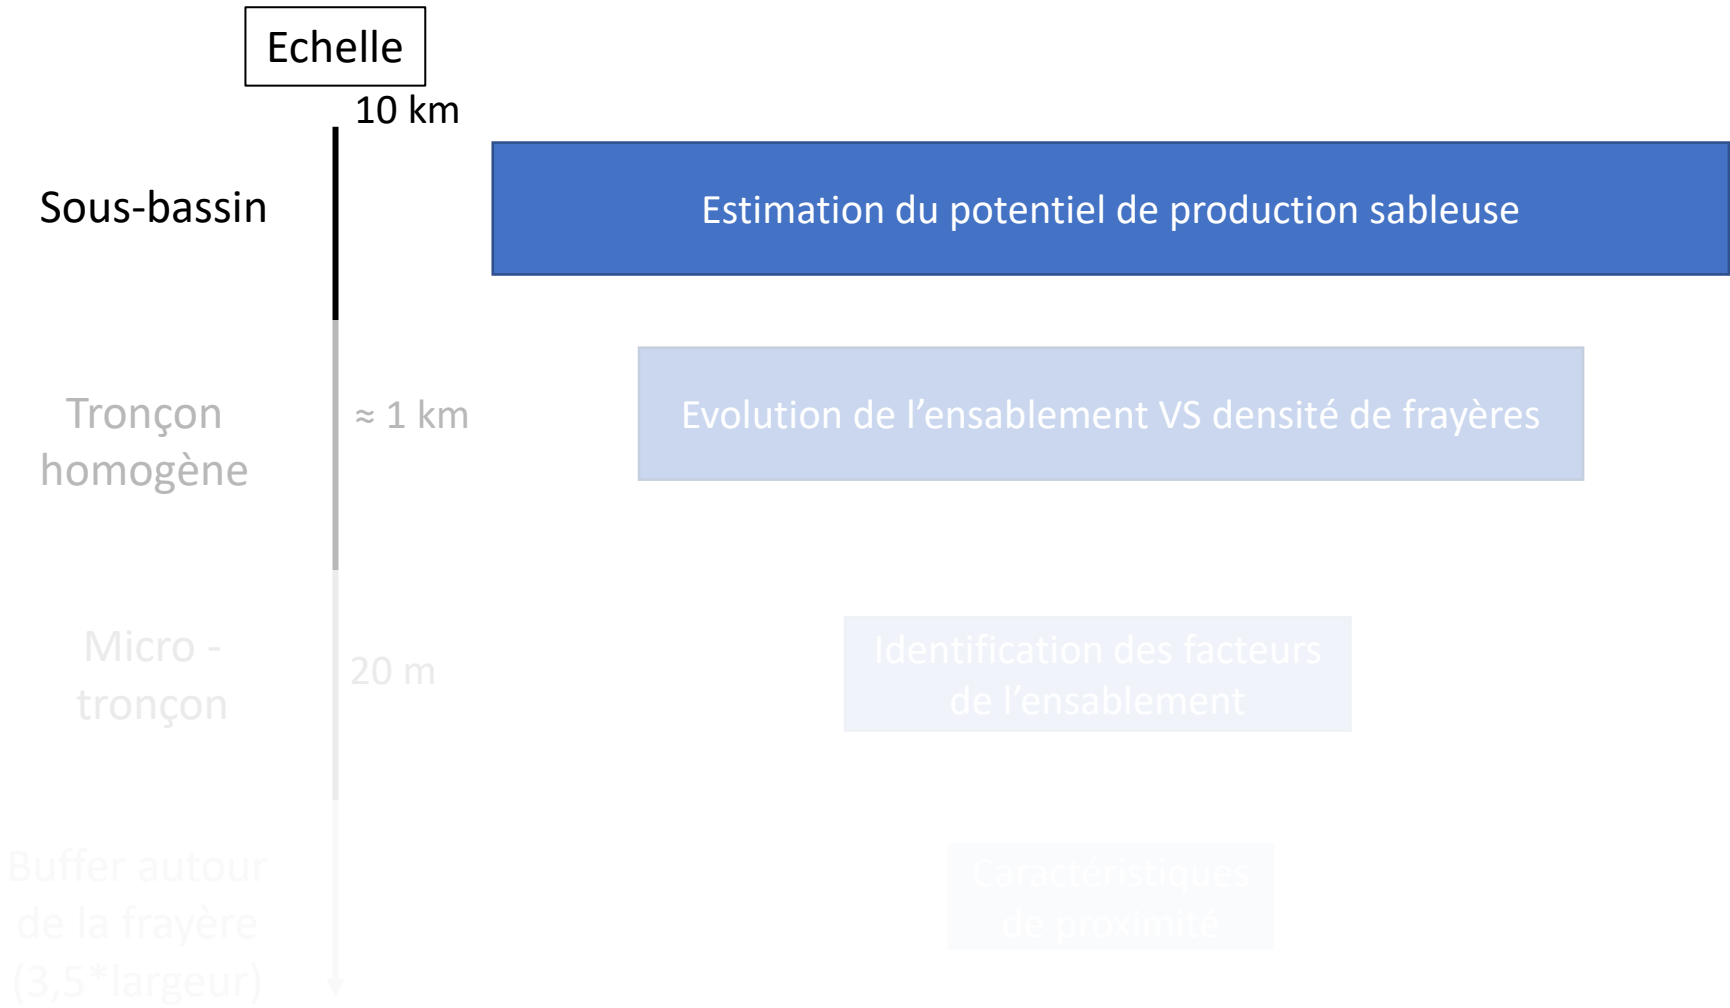 Echelle
10 km
Sous-bassin
Estimation du potentiel de production sableuse
Tronçon
homogène
≈ 1 km
Evolution de l’ensablement VS densité de frayères
Micro -
tronçon
20 m
Identification des facteurs
de l’ensablement
Buffer autour
de la frayère
(3,5*largeur)
Caractéristiques
de proximité